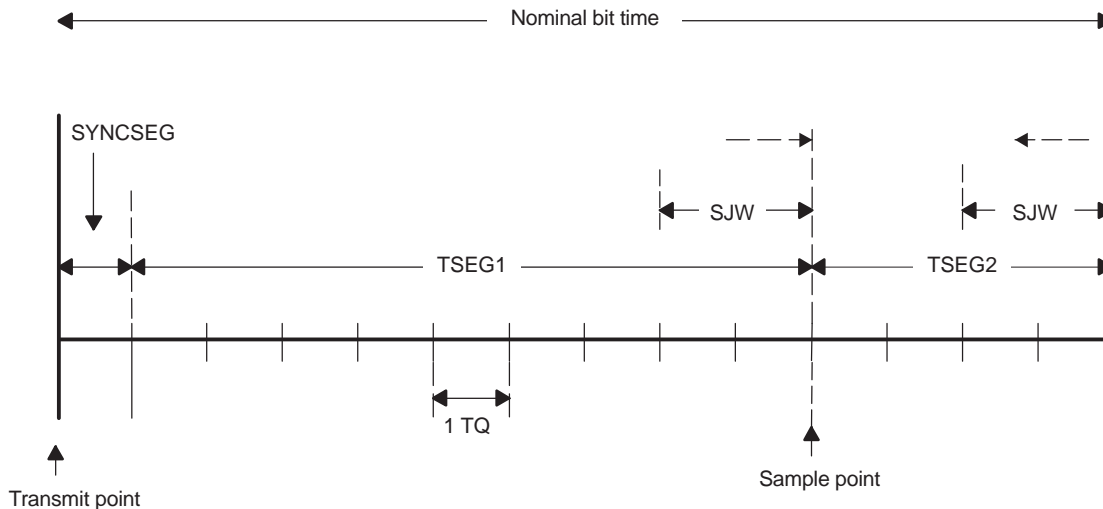 Nominal bit time
SYNCSEG
SJW
SJW
TSEG1
TSEG2
1 TQ
Sample point
Transmit point